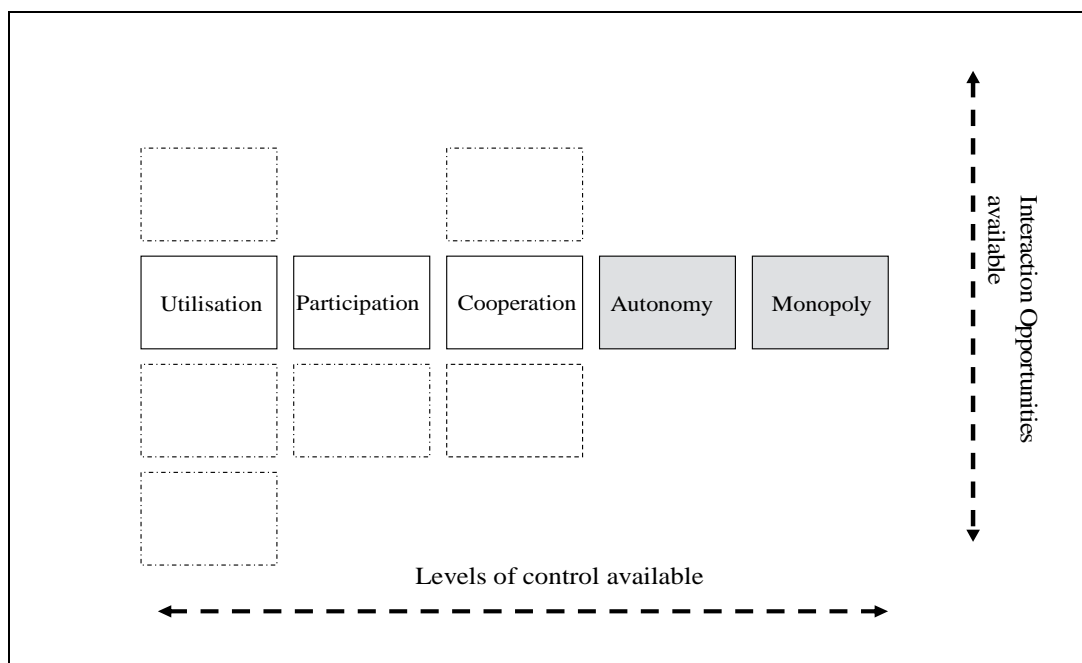 Utilisation
Participation
Cooperation
Autonomy
Monopoly
Interaction Opportunities
available
Levels of control available